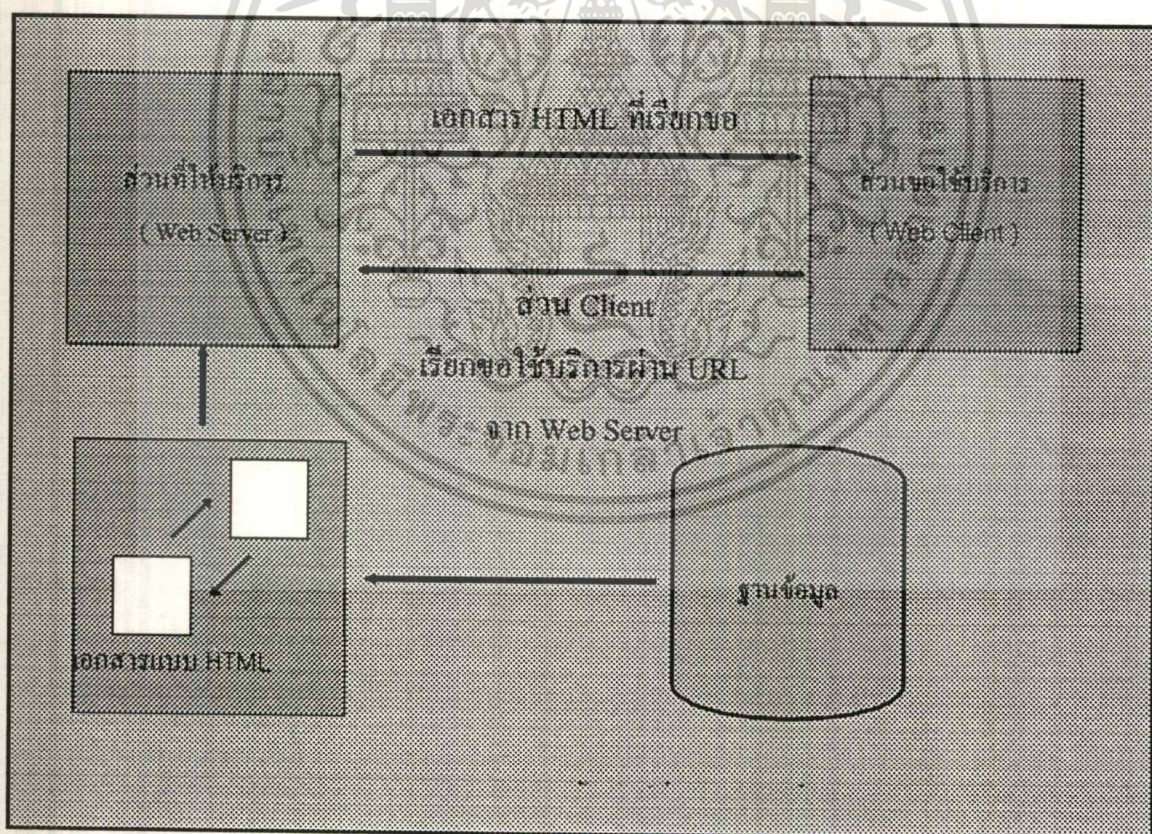 เอกสาร HTML ที่เรียกขอ
ส่วนที่ให้บริการ
( Web Server )
ส่วนขอใช้บริการ
( Web Client )
ส่วน Client
เรียกขอใช้บริการผ่าน URL
จาก Web Server
เอกสารแบบ HTML
ฐานข้อมูล